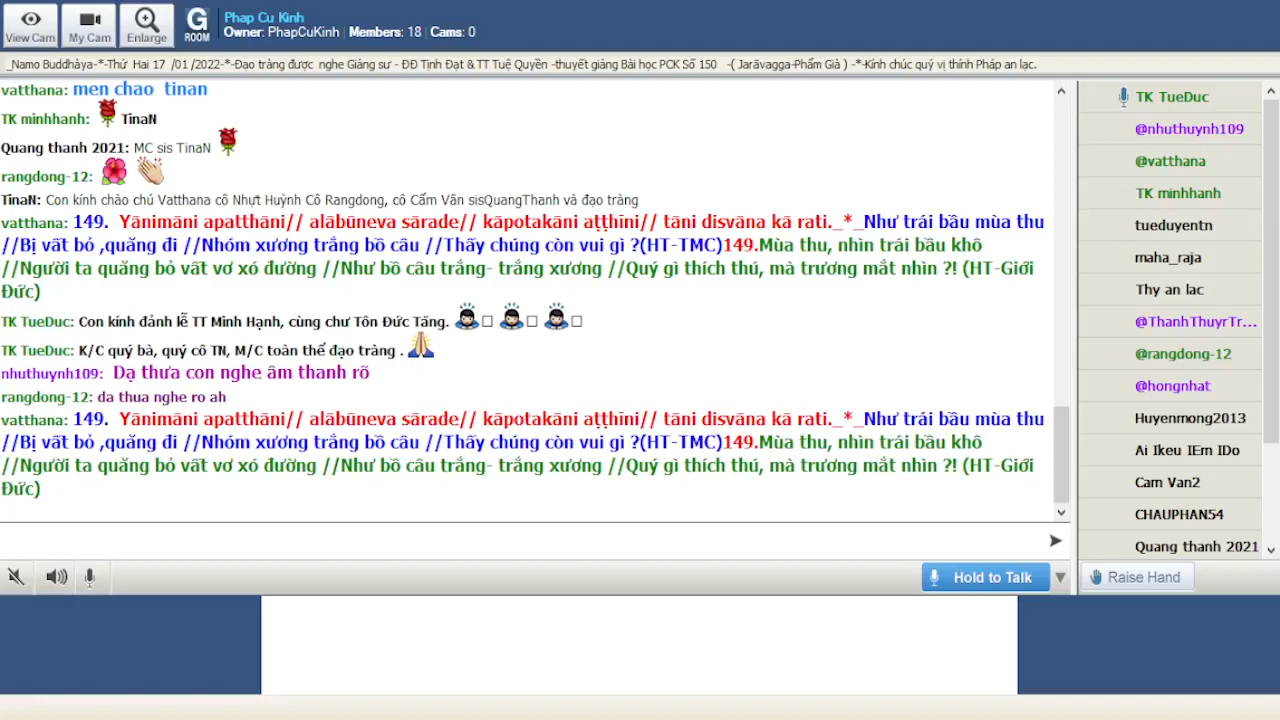 View Cam
My Cam
Enlarge
G
ROOM
Phap Cu Kinh
Owner: PhapCuKinh | Members: 18 | Cams: 0
_Namo Buddhàya-*-Thứ Hai 17 /01 /2022-*-Đạo tràng được nghe Giảng sư - ĐĐ Tịnh Đạt & TT Tuệ Quyền -thuyết giảng Bài học PCK Số 150 -( Jarāvagga-Phẩm Già ) -*-Kính chúc quý vị thính Pháp an lạc.
vatthana: men chao tinan
TK minhhanh: TinaN
Quang thanh 2021: MC sis TinaN
rangdong-12:
TinaN: Con kính chào chú Vatthana cô Nhựt Huỳnh Cô Rangdong, cô Cẩm Vân sisQuangThanh và đạo tràng
vatthana: 149. Yānimāni apatthāni// alābūneva sārade// kāpotakāni aṭṭhīni// tāni disvāna kā rati._*_Như trái bầu mùa thu
//Bị vất bỏ ,quăng đi //Nhóm xương trắng bồ câu //Thấy chúng còn vui gì ?(HT-TMC)149.Mùa thu, nhìn trái bầu khô
//Người ta quăng bỏ vất vơ xó đường //Như bồ câu trắng- trắng xương //Quý gì thích thú, mà trương mắt nhìn ?! (HT-Giới
Đức)
TK TueDuc: Con kính đảnh lễ TT Minh Hạnh, cùng chư Tôn Đức Tăng.
TK TueDuc: K/C quý bà, quý cô TN, M/C toàn thể đạo tràng .
nhuthuynh109: Dạ thưa con nghe âm thanh rõ
rangdong-12: da thua nghe ro ah
vatthana: 149. Yānimāni apatthāni// alābūneva sārade// kāpotakāni aṭṭhīni// tāni disvāna kā rati._*_Như trái bầu mùa thu
//Bị vất bỏ ,quăng đi //Nhóm xương trắng bồ câu //Thấy chúng còn vui gì ?(HT-TMC)149.Mùa thu, nhìn trái bầu khô
//Người ta quăng bỏ vất vơ xó đường //Như bồ câu trắng- trắng xương //Quý gì thích thú, mà trương mắt nhìn ?! (HT-Giới
Đức)
TK TueDuc
@nhuthuynh109
@vatthana
TK minhhanh
tueduyentn
maha_raja
Thy an lac
@ThanhThuyrTr...
@rangdong-12
@hongnhat
Huyenmong2013
Ai Ikeu IEm IDo
Cam Van2
CHAUPHAN54
Quang thanh 2021
Hold to Talk
Raise Hand